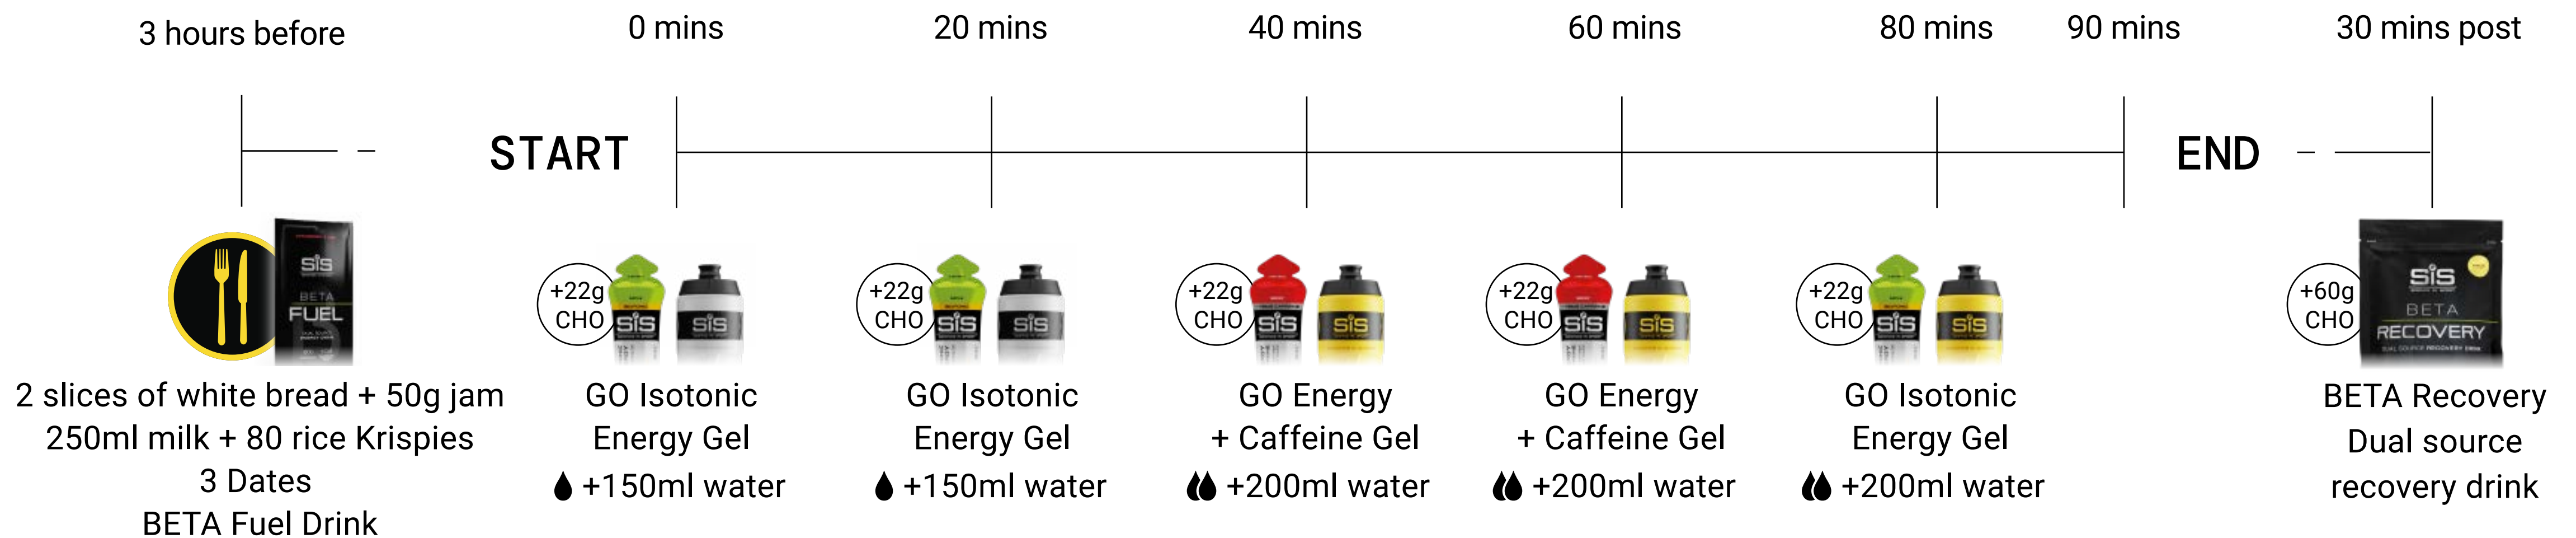 3 hours before
0 mins
20 mins
40 mins
60 mins
80 mins
90 mins
30 mins post
START
END
SiS
BETA
FUEL
2 slices of white bread + 50g jam
250ml milk + 80 rice Krispies
3 Dates
BETA Fuel Drink
+22g
CHO
SiS
SiS
GO Isotonic
Energy Gel
+150ml water
+22g
CHO
SiS
SiS
GO Isotonic
Energy Gel
+150ml water
+22g
CHO
SiS
SiS
GO Energy
+ Caffeine Gel
+200ml water
+22g
CHO
SiS
SiS
GO Energy
+ Caffeine Gel
+200ml water
+22g
CHO
SiS
SiS
GO Isotonic
Energy Gel
+200ml water
+60g
CHO
SiS
BETA
RECOVERY
DUAL SOURCE RECOVERY DRINK
BETA Recovery
Dual source
recovery drink